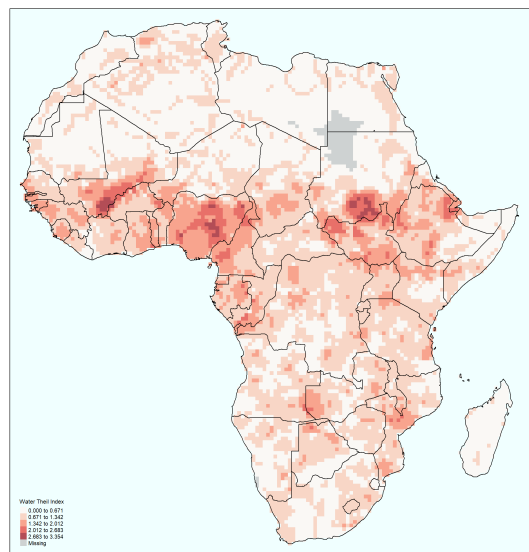 Water Theil Index
0.000 to 0.671
0.671 to 1.342
1.342 to 2.012
2.012 to 2.683
2.683 to 3.354
Missing